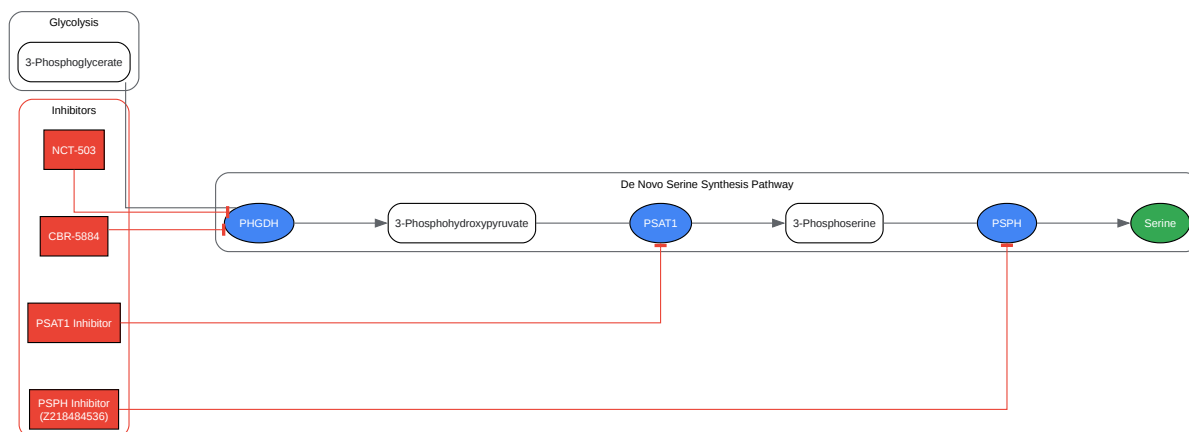 Glycolysis
3-Phosphoglycerate
Inhibitors
NCT-503
CBR-5884
PSAT1 Inhibitor
PSPH Inhibitor
(Z218484536)
De Novo Serine Synthesis Pathway
PHGDH
3-Phosphohydroxypyruvate
PSAT1
3-Phosphoserine
PSPH
Serine